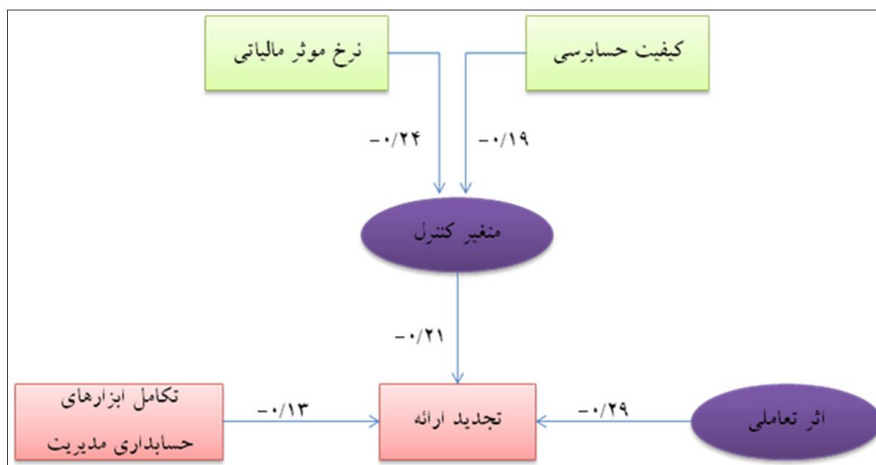 کیفیت حسابرسی
نرخ موثر مالیاتی
-۰/۱۹
-۰/۲۴
متغیر کنترل
-۰/۲۱
اثر تعاملی
-۰/۲۹
تجدید ارائه
-۰/۱۳
تکامل ابزارهای
حسابداری مدیریت